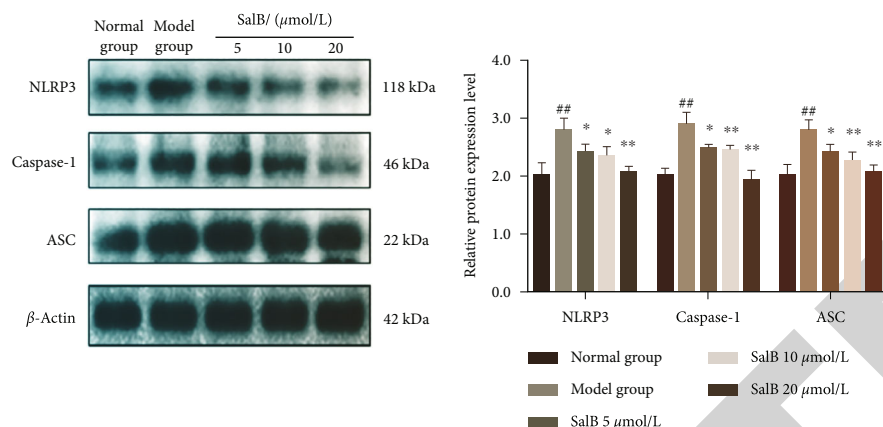 Normal group
Model group
SalB/ (μmol/L)
5 10 20
NLRP3
118 kDa
Caspase-1
46 kDa
ASC
22 kDa
β-Actin
42 kDa
Relative protein expression level
4.0
3.0
2.0
1.0
0.0
## * * **
## * ** **
## * ** **
NLRP3 Caspase-1 ASC
Normal group
Model group
SalB 5 μmol/L
SalB 10 μmol/L
SalB 20 μmol/L